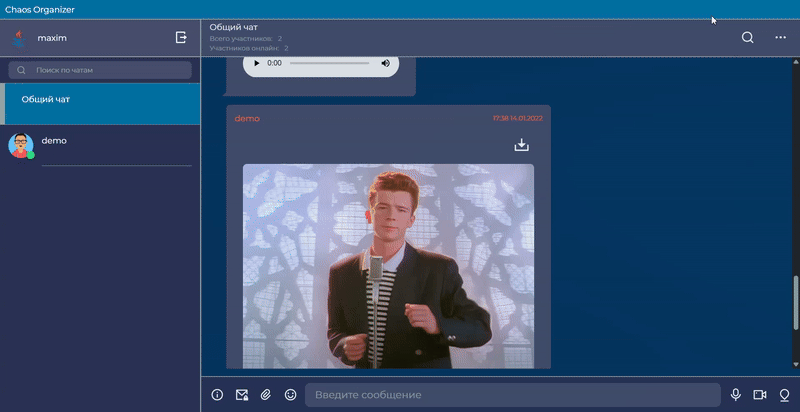 Chaos Organizer
maxim
Поиск по чатам
Общий чат
demo
Общий чат
Всего участников: 2
Участников онлайн: 2
0:00
demo
17:38 14.01.2022
Введите сообщение